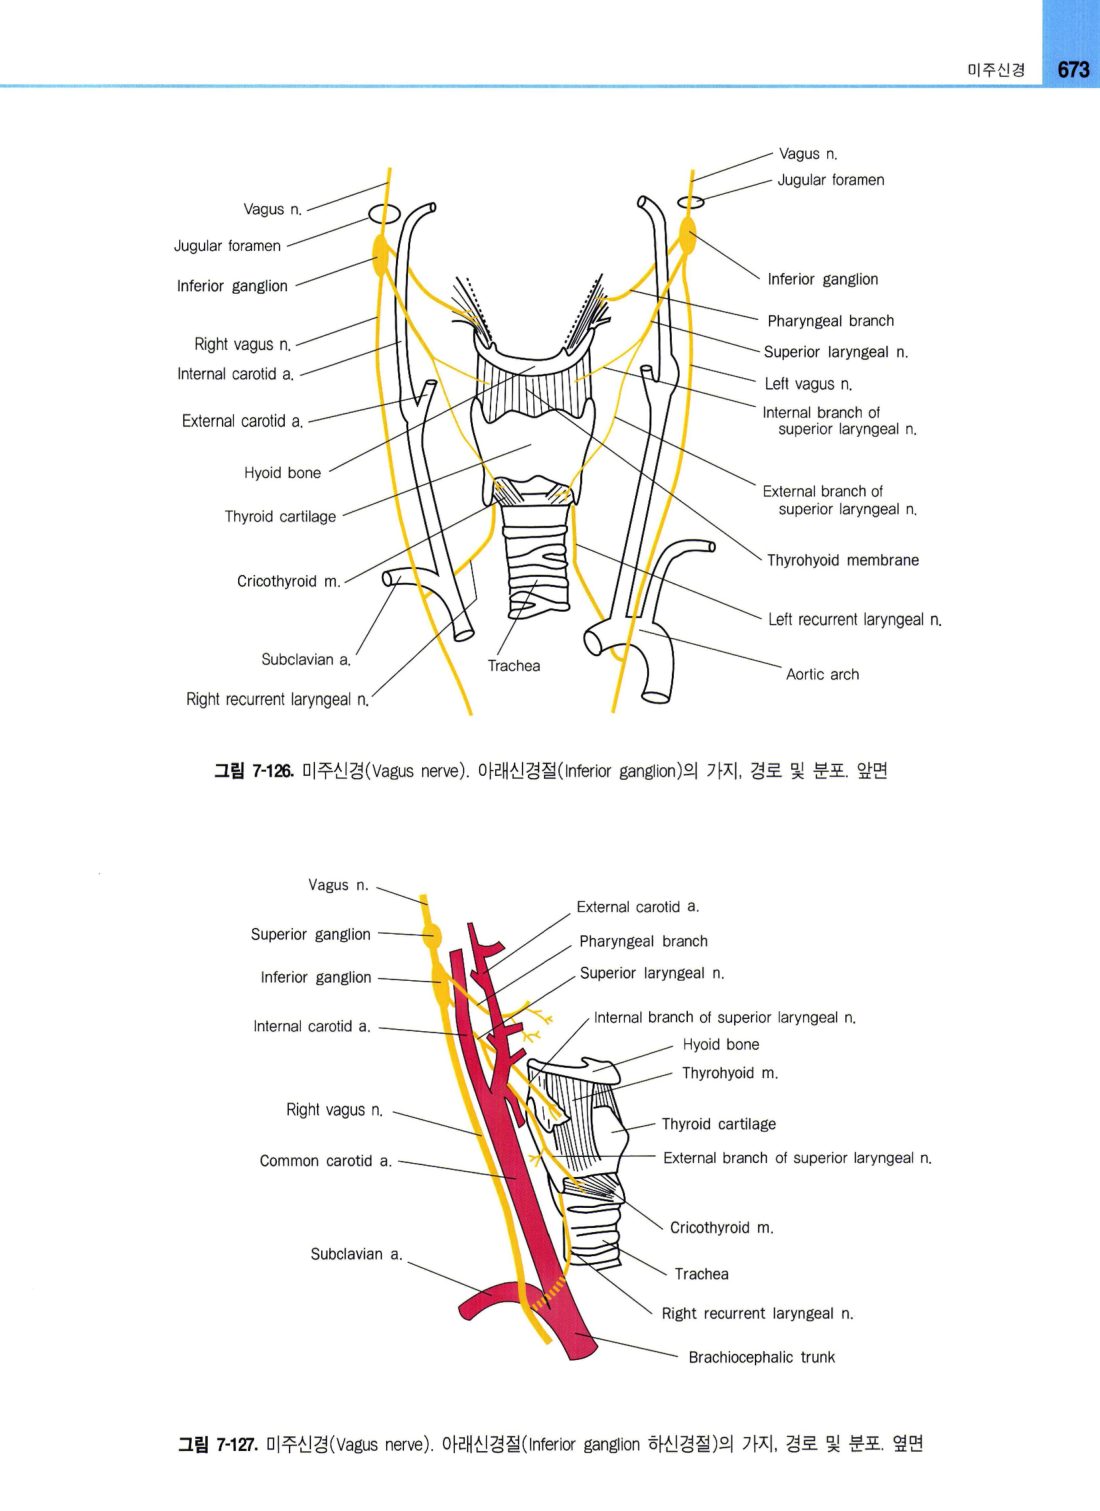 미주신경 673
Vagus n.
Jugular foramen
Inferior ganglion
Right vagus n.
Internal carotid a.
External carotid a.
Hyoid bone
Thyroid cartilage
Cricothyroid m.
Subclavian a.
Right recurrent laryngeal n.
Trachea
Vagus n.
Jugular foramen
Inferior ganglion
Pharyngeal branch
Superior laryngeal n.
Left vagus n.
Internal branch of
superior laryngeal n.
External branch of
superior laryngeal n.
Thyrohyoid membrane
Left recurrent laryngeal n.
Aortic arch
그림 7-126. 미주신경(Vagus nerve). 아래신경절(Inferior ganglion)의 가지, 경로 및 분포. 앞면
Vagus n.
Superior ganglion
Inferior ganglion
Internal carotid a.
Right vagus n.
Common carotid a.
Subclavian a.
External carotid a.
Pharyngeal branch
Superior laryngeal n.
Internal branch of superior laryngeal n.
Hyoid bone
Thyrohyoid m.
Thyroid cartilage
External branch of superior laryngeal n.
Cricothyroid m.
Trachea
Right recurrent laryngeal n.
Brachiocephalic trunk
그림 7-127. 미주신경(Vagus nerve). 아래신경절(Inferior ganglion 하신경절)의 가지, 경로 및 분포. 옆면